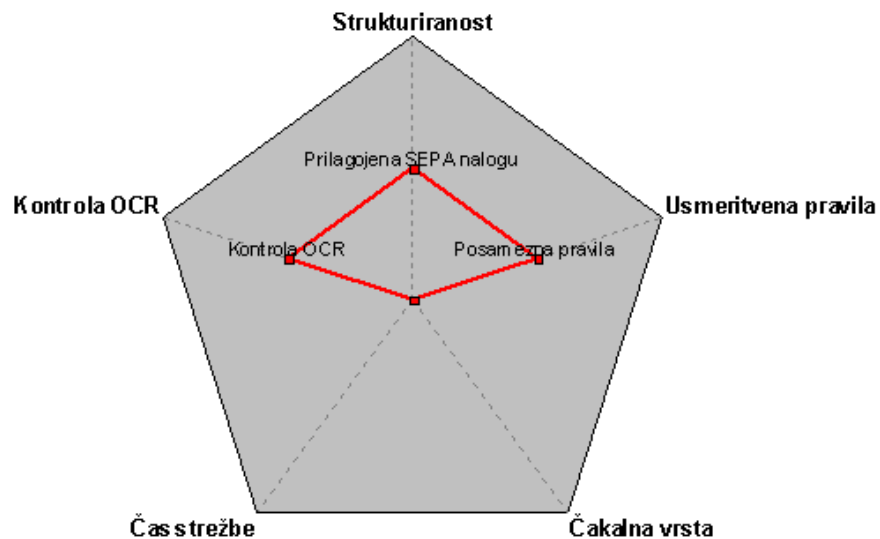 Strukturiranost
Prilagojena SEPA nalogu
Kontrola OCR
Usmeritvena pravila
Kontrola OCR
Posamezna pravila
Čas strežbe
Čakalna vrsta